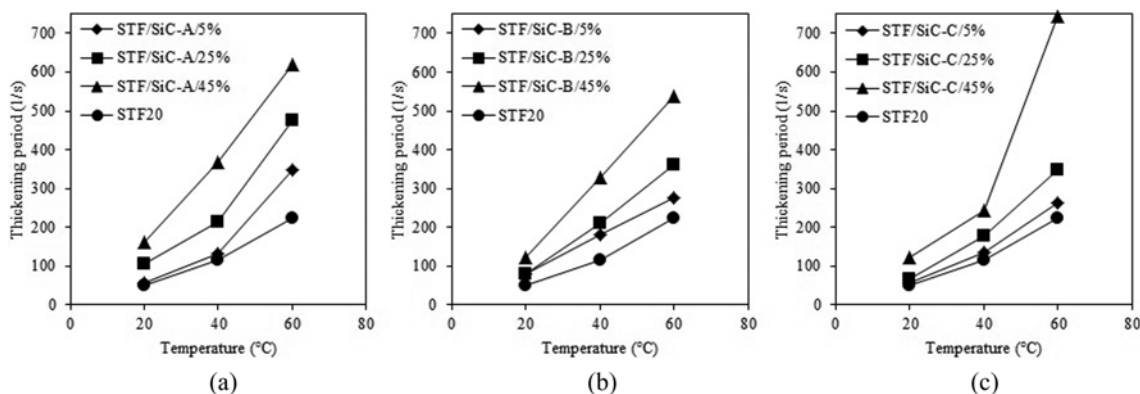 Thickening period (1/s)
700
600
500
400
300
200
100
0
STF/SiC-A/5%
STF/SiC-A/25%
STF/SiC-A/45%
STF20
0 20 40 60 80
Temperature (°C)
(a)
Thickening period (1/s)
700
600
500
400
300
200
100
0
STF/SiC-B/5%
STF/SiC-B/25%
STF/SiC-B/45%
STF20
0 20 40 60 80
Temperature (°C)
(b)
Thickening period (1/s)
700
600
500
400
300
200
100
0
STF/SiC-C/5%
STF/SiC-C/25%
STF/SiC-C/45%
STF20
0 20 40 60 80
Temperature (°C)
(c)